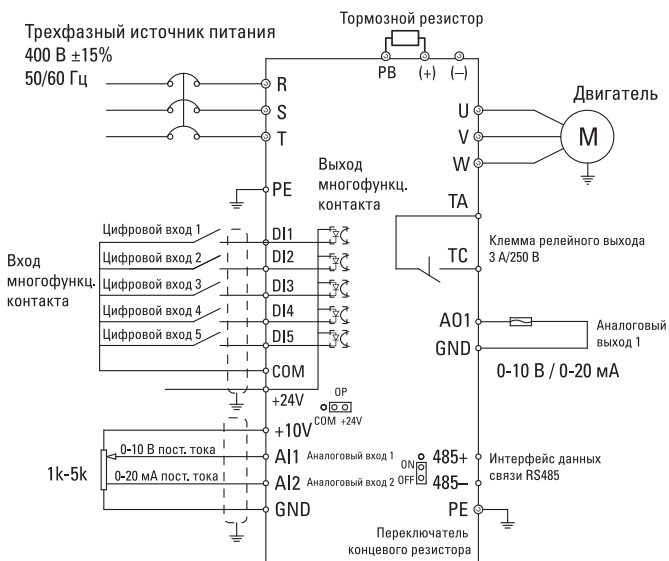 Трехфазный источник питания
400 В ±15%
50/60 Гц
Тормозной резистор
PB (+) (−)
R
S
T
U
V
W
Двигатель
M
PE
Выход
многофункц.
контакта
TA
TC
Клемма релейного выхода
3 А/250 В
Вход
многофункц.
контакта
Цифровой вход 1
DI1
Цифровой вход 2
DI2
Цифровой вход 3
DI3
Цифровой вход 4
DI4
Цифровой вход 5
DI5
COM
+24V
OP
COM +24V
AO1
GND
Аналоговый
выход 1
0-10 В / 0-20 мА
+10V
1k-5k
0-10 В пост. тока
AI1 Аналоговый вход 1
0-20 мА пост. тока
AI2 Аналоговый вход 2
GND
ON
OFF
485+
485−
Интерфейс данных
связи RS485
PE
Переключатель
концевого резистора